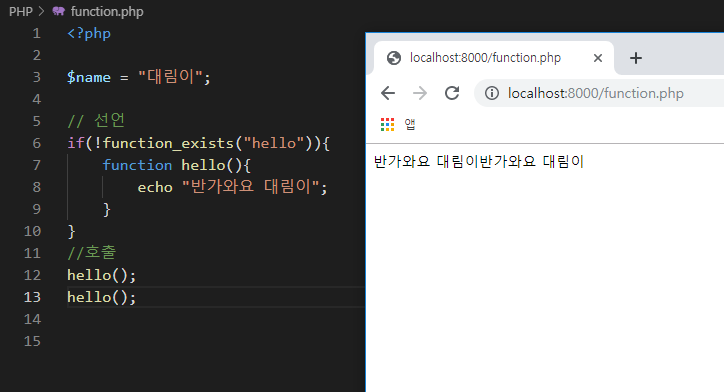 PHP > function.php
1 <?php
2
3 $name = "대림이";
4
5 // 선언
6 if(!function_exists("hello")){
7 function hello(){
8 echo "반가와요 대림이";
9 }
10 }
11 //호출
12 hello();
13 hello();
14
15
localhost:8000/function.php
localhost:8000/function.php
앱
반가와요 대림이반가와요 대림이